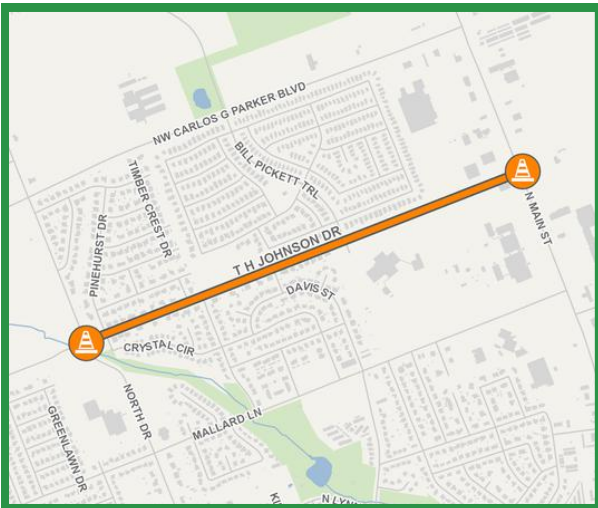 NW CARLOS G PARKER BLVD
BILL PICKETT TRL
TIMBER CREST DR
PINEHURST DR
N MAIN ST
T H JOHNSON DR
DAVIS ST
CRYSTAL CIR
NORTH DR
MALLARD LN
GREENLAWN DR
N LYNN